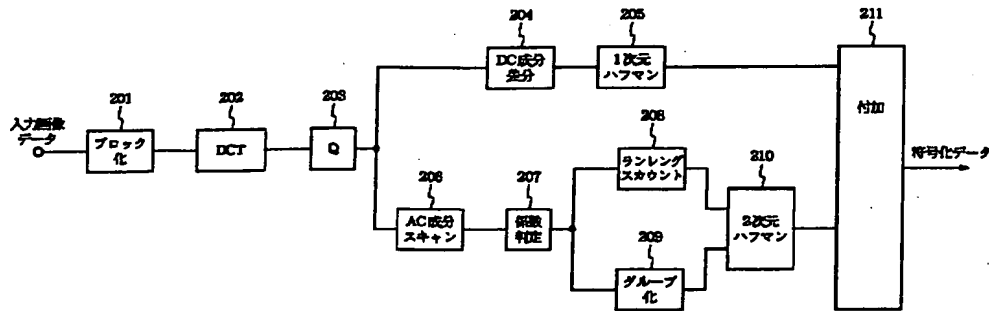 204
205
211
DC成分
差分
1次元
ハフマン
付加
201
202
203
入力画像
データ
ブロック
化
DCT
Q
208
ランレング
スカウント
210
符号化データ
206
207
AC成分
スキャン
係数
判定
2次元
ハフマン
209
グループ
化